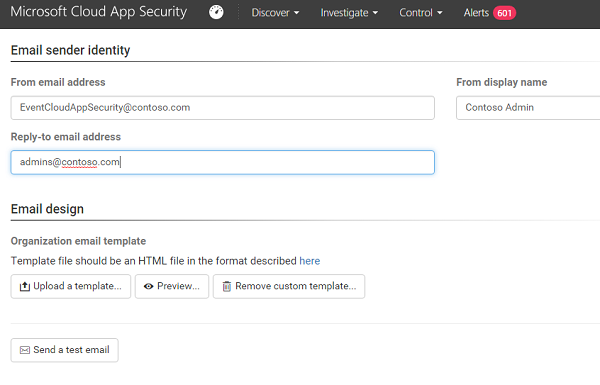 Microsoft Cloud App Security Discover Investigate Control Alerts 601
Email sender identity
From email address From display name
EventCloudAppSecurity@contoso.com Contoso Admin
Reply-to email address
admins@contoso.com
Email design
Organization email template
Template file should be an HTML file in the format described here
Upload a template... Preview... Remove custom template...
Send a test email